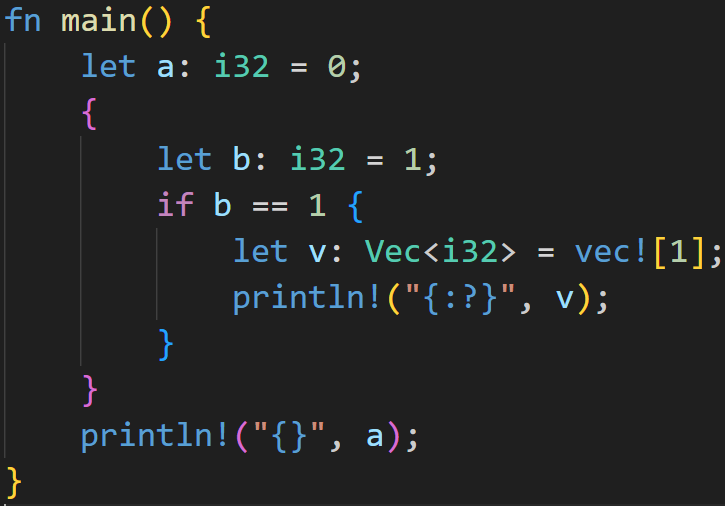 fn main() {
    let a: i32 = 0;
    {
        let b: i32 = 1;
        if b == 1 {
            let v: Vec<i32> = vec![1];
            println!("{:?}", v);
        }
    }
    println!("{}", a);
}